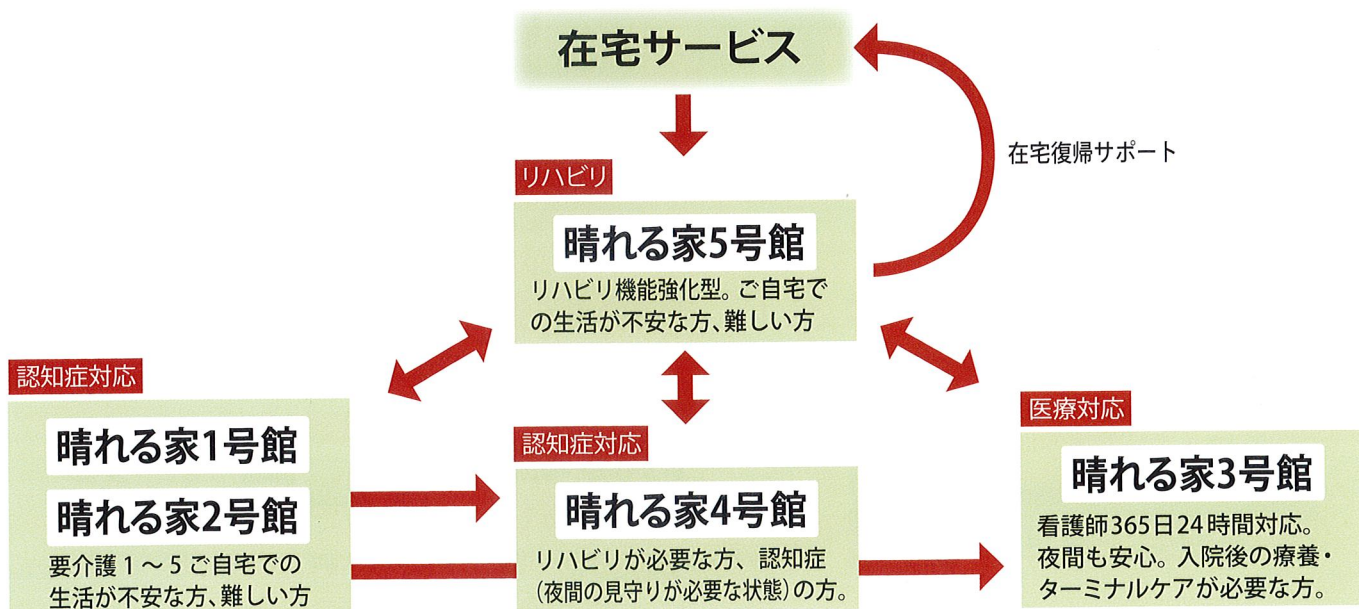 在宅サービス
在宅復帰サポート
リハビリ
晴れる家5号館
リハビリ機能強化型。ご自宅で
の生活が不安な方、難しい方
認知症対応
晴れる家1号館
晴れる家2号館
要介護1～5ご自宅での
生活が不安な方、難しい方
認知症対応
晴れる家4号館
リハビリが必要な方、認知症
(夜間の見守りが必要な状態)の方。
医療対応
晴れる家3号館
看護師365日24時間対応。
夜間も安心。入院後の療養・
ターミナルケアが必要な方。